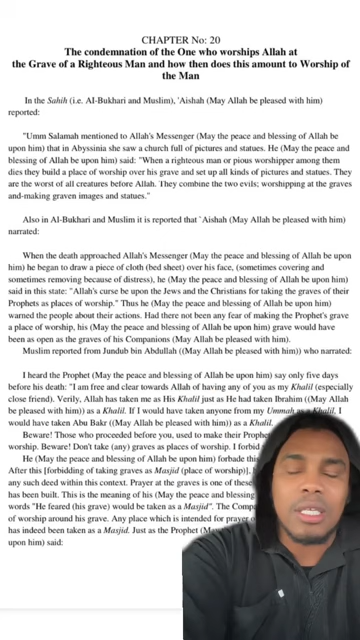 CHAPTER No: 20
The condemnation of the One who worships Allah at
the Grave of a Righteous Man and how then does this amount to Worship of
the Man
In the Sahih (i.e. AI-Bukhari and Muslim), 'Aishah (May Allah be pleased with him)
reported:
"Umm Salamah mentioned to Allah's Messenger (May the peace and blessing of Allah be
upon him) that in Abyssinia she saw a church full of pictures and statues. He (May the peace and
blessing of Allah be upon him) said: "When a righteous man or pious worshipper among them
dies they build a place of worship over his grave and set up all kinds of pictures and statues. They
are the worst of all creatures before Allah. They combine the two evils; worshipping at the graves
and-making graven images and statues."
Also in Al-Bukhari and Muslim it is reported that 'Aishah (May Allah be pleased with him)
narrated:
When the death approached Allah's Messenger (May the peace and blessing of Allah be upon
him) he began to draw a piece of cloth (bed sheet) over his face, (sometimes covering and
sometimes removing because of distress), he (May the peace and blessing of Allah be upon him)
said in this state: "Allah's curse be upon the Jews and the Christians for taking the graves of their
Prophets as places of worship." Thus he (May the peace and blessing of Allah be upon him)
warned the people about their actions. Had there not been any fear of making the Prophet's grave
a place of worship, his (May the peace and blessing of Allah be upon him) grave would have
been as open as the graves of his Companions (May Allah be pleased with him).
Muslim reported from Jundub bin Abdullah ((May Allah be pleased with him)) who narrated:
I heard the Prophet (May the peace and blessing of Allah be upon him) say only five days
before his death: "I am free and clear towards Allah of having any of you as my Khalil (especially
close friend). Verily, Allah has taken me as His Khalil just as He had taken Ibrahim ((May Allah
be pleased with him)) as a Khalil. If I would have taken anyone from my Ummah as a Khalil, I
would have taken Abu Bakr ((May Allah be pleased with him)) as a Khalil.
Beware! Those who proceeded before you, used to make their Prophe
worship. Beware! Don't take (any) graves as places of worship. I forbid
He (May the peace and blessing of Allah be upon him) forbade this
After this [forbidding of taking graves as Masjid (place of worship)],
any such deed within this context. Prayer at the graves is one of these
has been built. This is the meaning of his (May the peace and blessing
words "He feared (his grave) would be taken as a Masjid". The Compa
of worship around his grave. Any place which is intended for prayer o
has indeed been taken as a Masjid. Just as the Prophet (May
upon him) said: